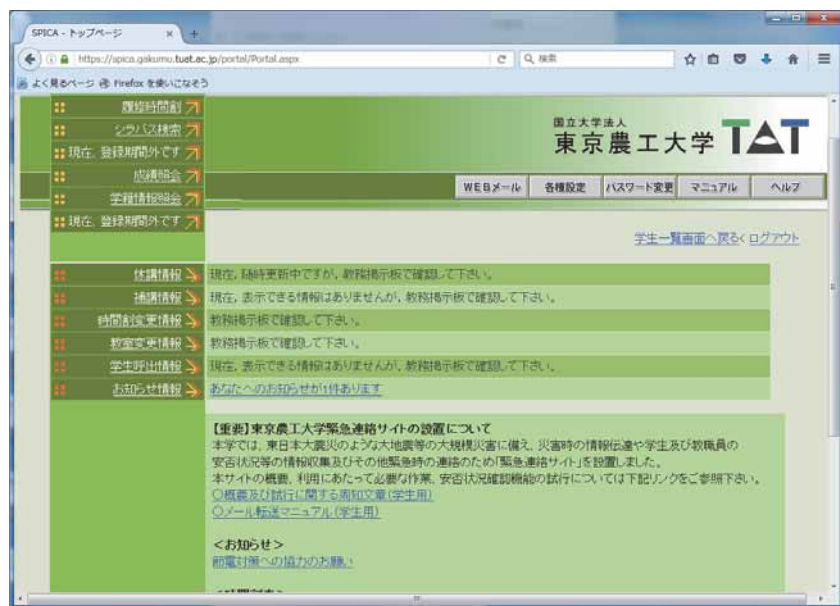 SPICA - トップページ × +
https://spica.gakumu.tuat.ac.jp/portal/Portal.aspx
検索
よく見るページ Firefox を使いこなそう
履修時間割
シラバス検索
現在、登録期間外です
成績照会
学籍情報照会
現在、登録期間外です
国立大学法人
東京農工大学 TAT
WEBメール 各種設定 パスワード変更 マニュアル ヘルプ
学生一覧画面へ戻る< ログアウト
休講情報 現在、随時更新中ですが、教務掲示板で確認して下さい。
補講情報 現在、表示できる情報はありませんが、教務掲示板で確認して下さい。
時間割変更情報 教務掲示板で確認して下さい。
教室変更情報 教務掲示板で確認して下さい。
学生呼出情報 現在、表示できる情報はありませんが、教務掲示板で確認して下さい。
お知らせ情報 あなたへのお知らせが1件あります
【重要】東京農工大学緊急連絡サイトの設置について
本学では、東日本大震災のような大地震等の大規模災害に備え、災害時の情報伝達や学生及び教職員の
安否状況等の情報収集及びその他緊急時の連絡のため「緊急連絡サイト」を設置しました。
本サイトの概要、利用にあたって必要な作業、安否状況確認機能の試行については下記リンクをご参照下さい。
○概要及び試行に関する周知文章(学生用)
○メール転送マニュアル(学生用)
<お知らせ>
節電対策への協力のお願い